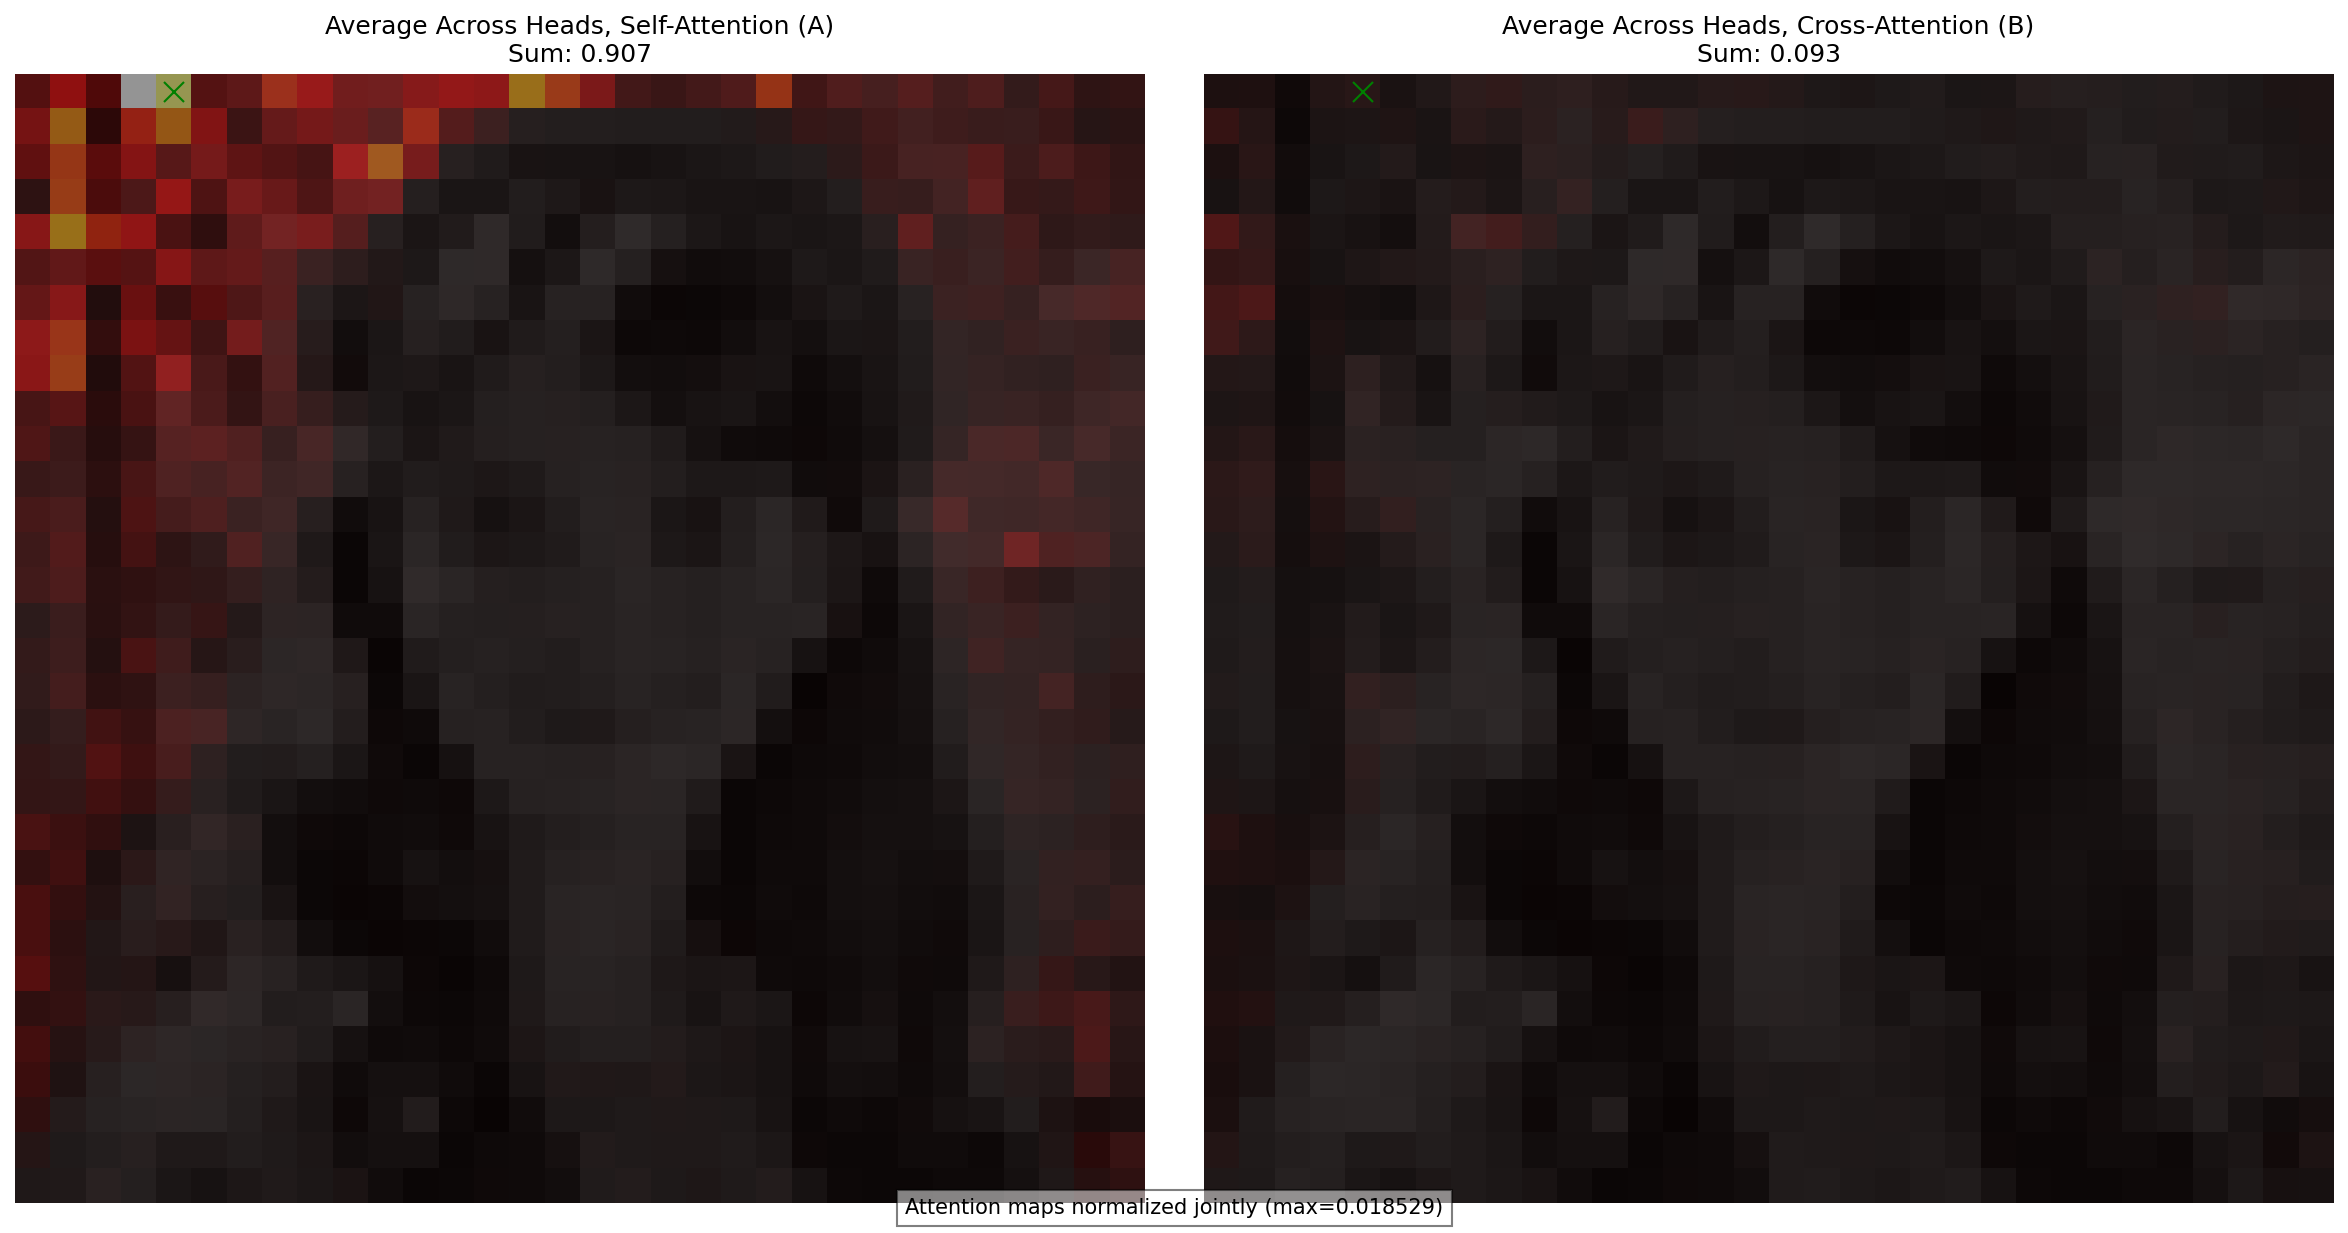 Average Across Heads, Self-Attention (A)
Sum: 0.907
Average Across Heads, Cross-Attention (B)
Sum: 0.093
Attention maps normalized jointly (max=0.018529)